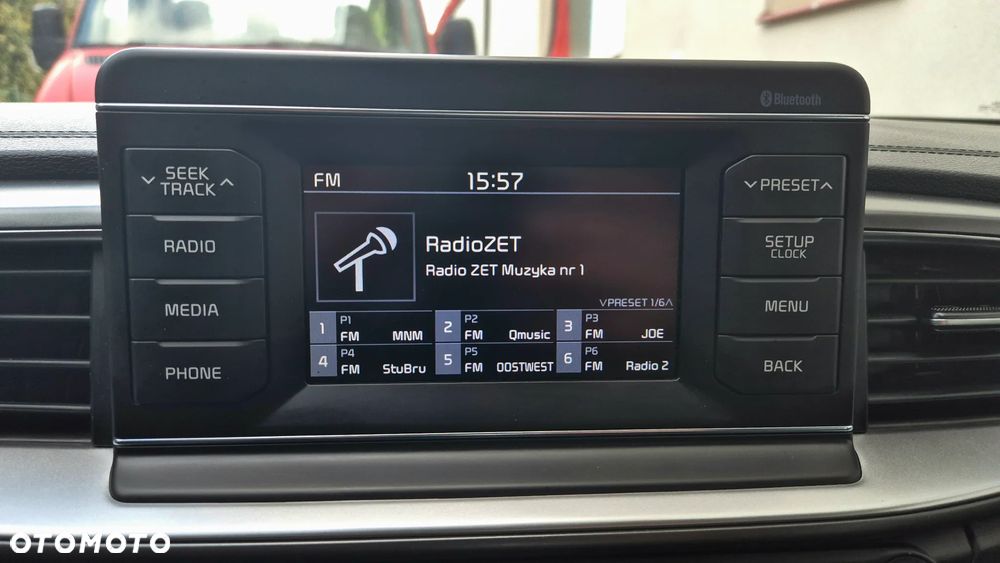 Bluetooth
SEEK
TRACK
RADIO
MEDIA
PHONE
FM 15:57
RadioZET
Radio ZET Muzyka nr 1
PRESET 1/6
1 P1 FM MNM
2 P2 FM Qmusic
3 P3 FM JOE
4 P4 FM StuBru
5 P5 FM OOSTWEST
6 P6 FM Radio 2
PRESET
SETUP
CLOCK
MENU
BACK
OTOMOTO